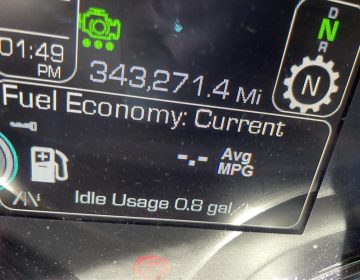 D
01:49
N
PM
R
343,271.4 Mi
N
Fuel Economy: Current
-.- Avg
MPG
Idle Usage 0.8 gal